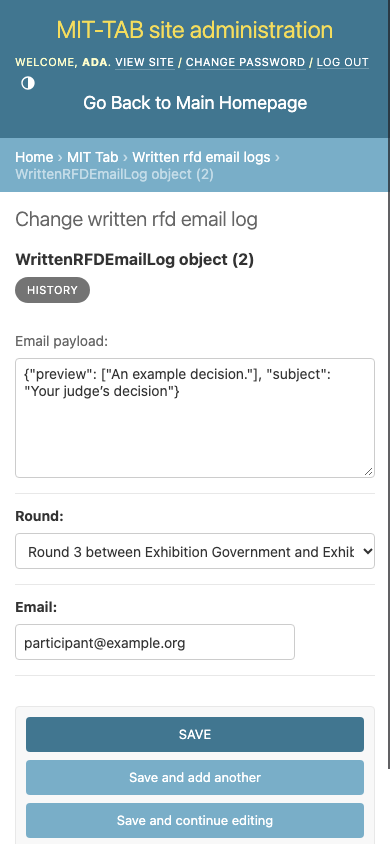 MIT-TAB site administration
WELCOME, ADA. VIEW SITE / CHANGE PASSWORD / LOG OUT
Go Back to Main Homepage
Home › MIT Tab › Written rfd email logs ›
WrittenRFDEmailLog object (2)
Change written rfd email log
WrittenRFDEmailLog object (2)
HISTORY
Email payload:
{"preview": ["An example decision."], "subject":
"Your judge’s decision"}
Round:
Round 3 between Exhibition Government and Exhib
Email:
participant@example.org
SAVE
Save and add another
Save and continue editing